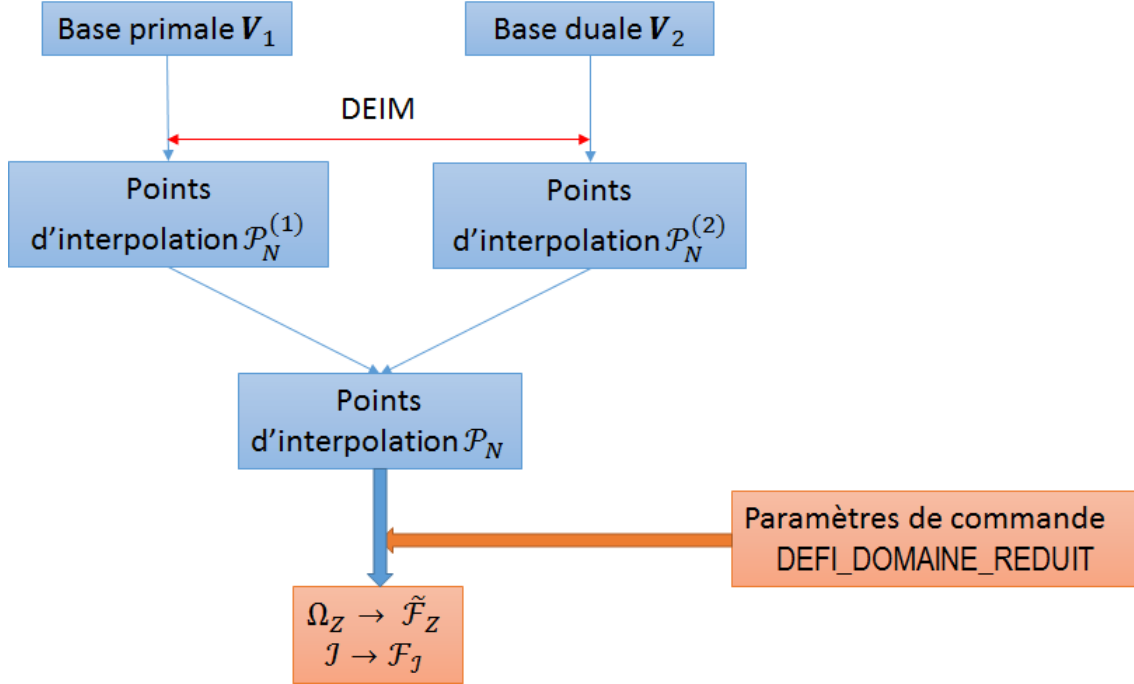 Base primale V₁
Base duale V₂
DEIM
Points
d'interpolation 𝒫_N^(1)
Points
d'interpolation 𝒫_N^(2)
Points
d'interpolation 𝒫_N
Paramètres de commande
DEFI_DOMAINE_REDUIT
Ω_Z → ℱ̃_Z
ℐ → ℱ_ℐ